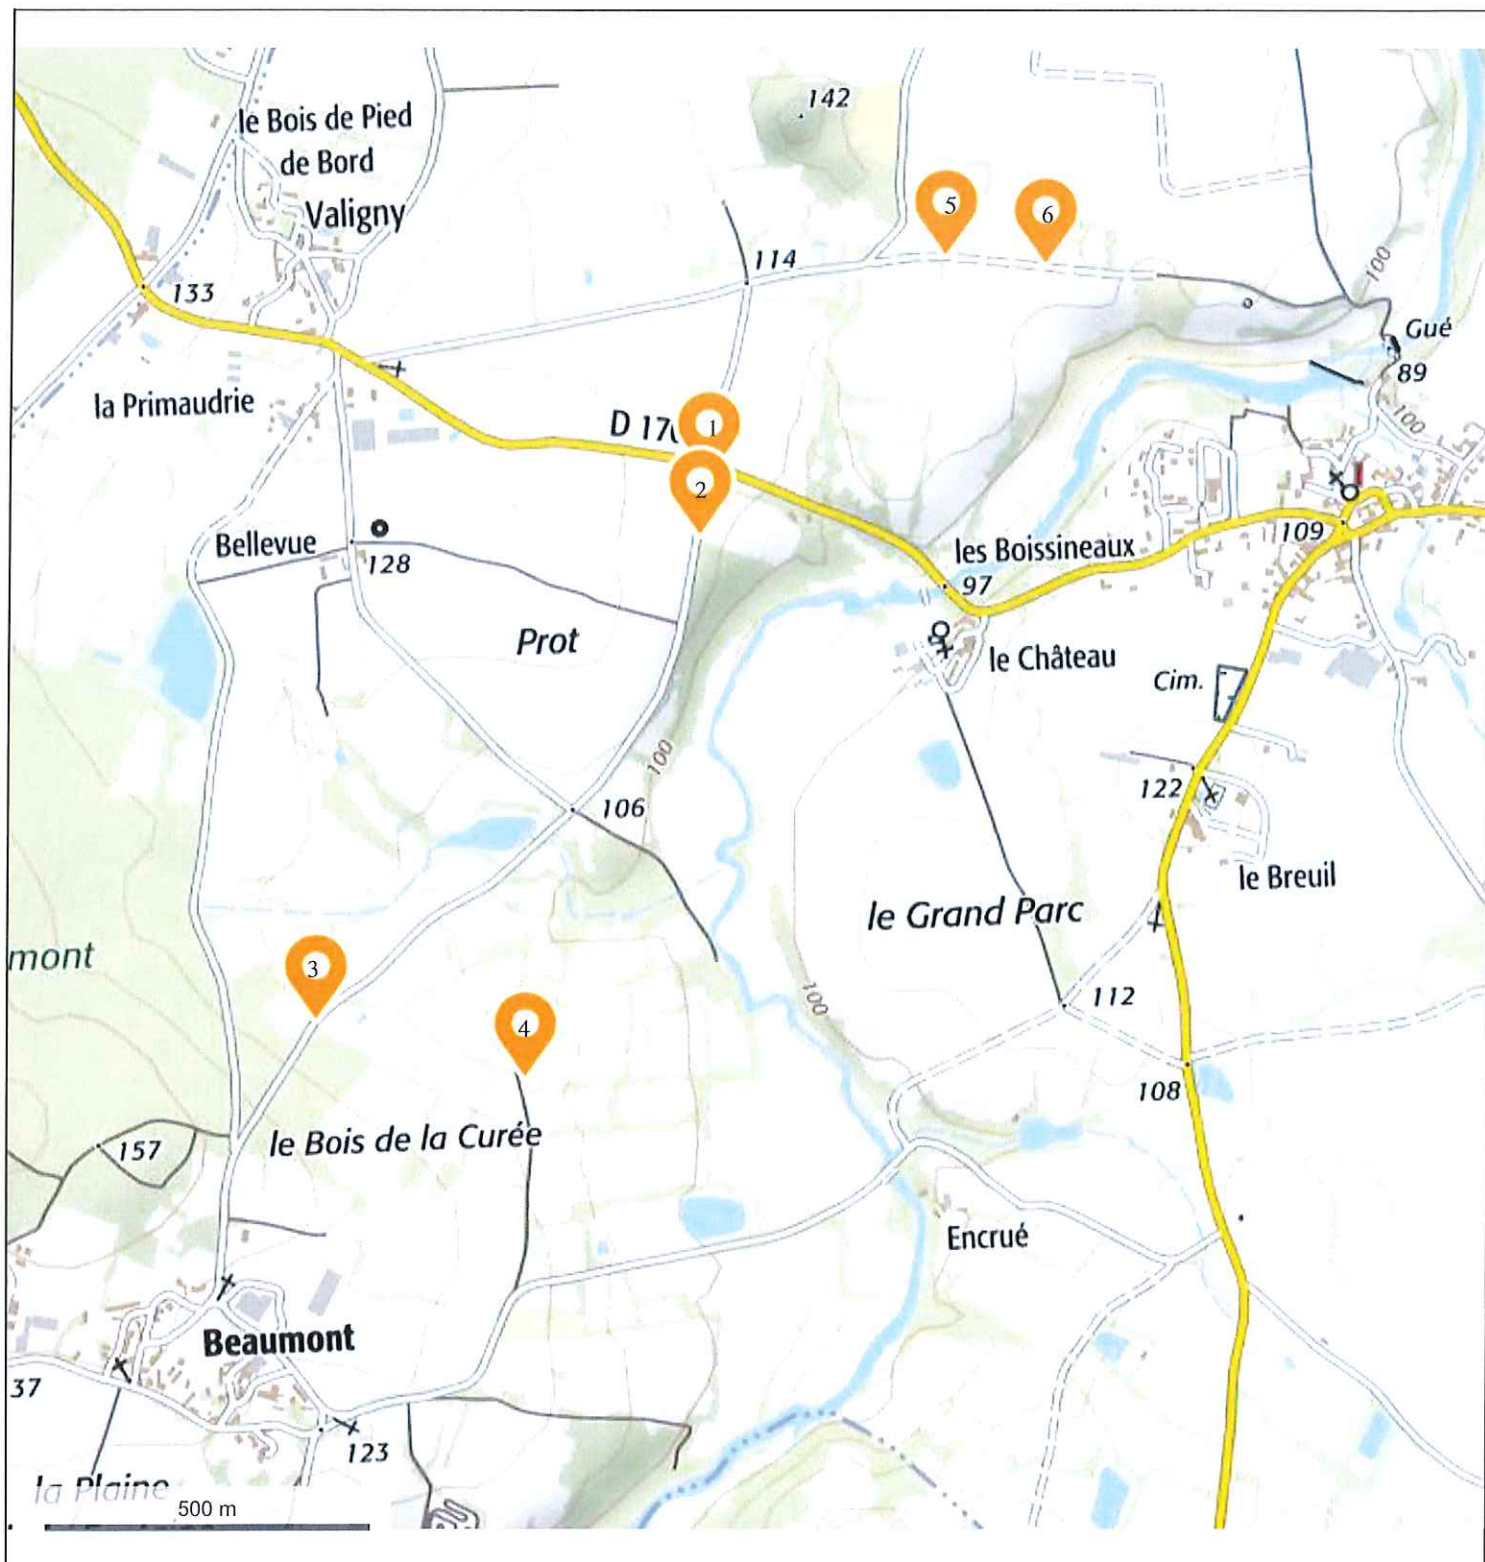 142
le Bois de Pied
de Bord
Valigny
5
6
114
133
100
Gué
89
la Primaudrie
100
D 170
1
2
109
Bellevue
128
les Boissineaux
97
Prot
le Château
Cim.
100
122
106
le Breuil
le Grand Parc
mont
3
100
112
4
108
157
le Bois de la Curée
Encrué
Beaumont
37
123
la Plaine
500 m